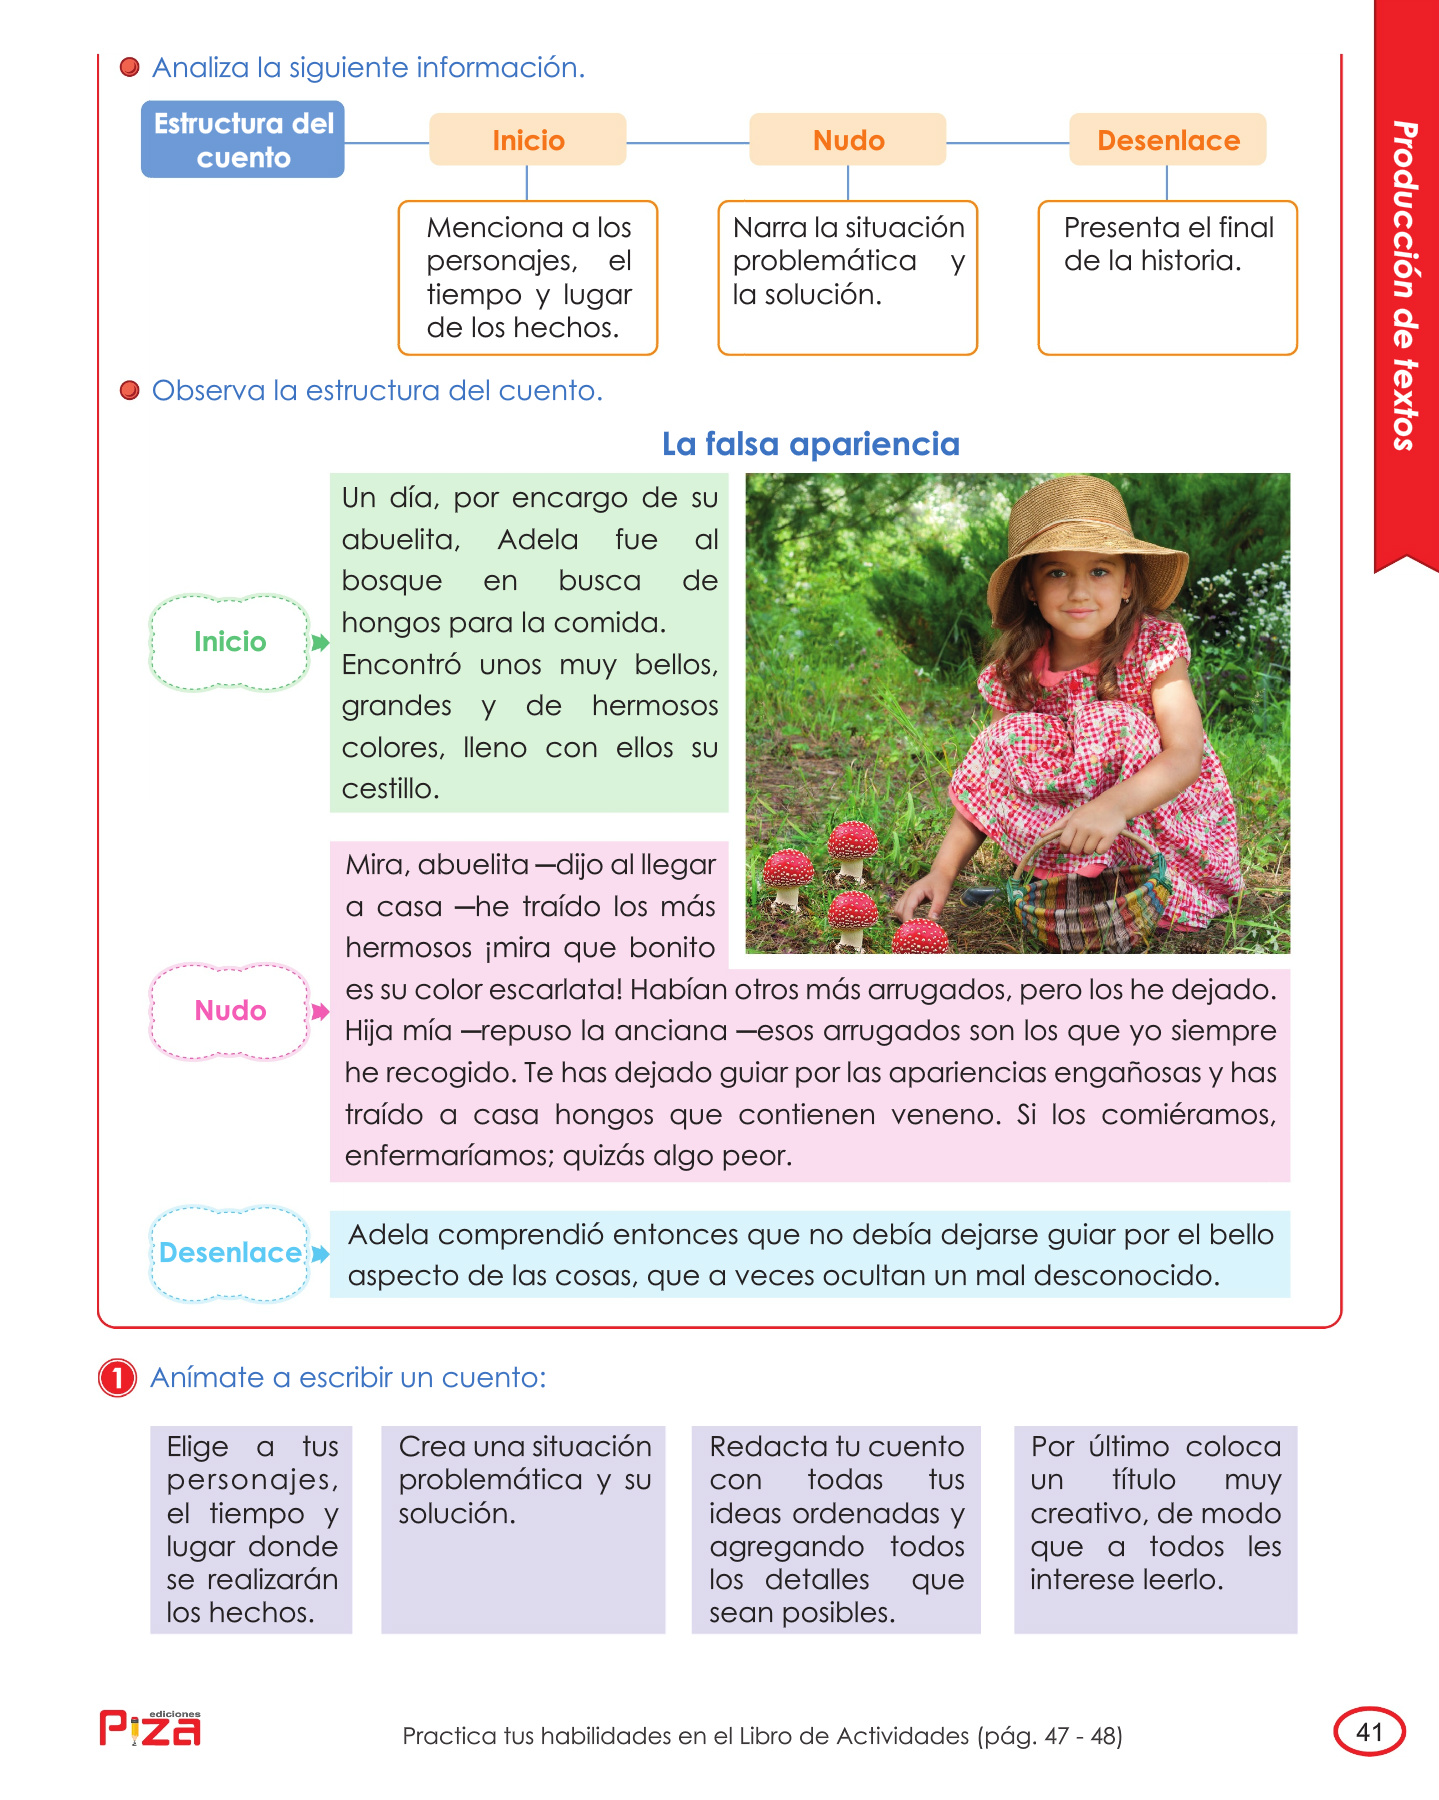 Analiza la siguiente información.
Estructura del
cuento
Inicio
Nudo
Desenlace
Menciona a los
personajes, el
tiempo y lugar
de los hechos.
Narra la situación
problemática y
la solución.
Presenta el final
de la historia.
Producción de textos
Observa la estructura del cuento.
La falsa apariencia
Inicio
Un día, por encargo de su
abuelita, Adela fue al
bosque en busca de
hongos para la comida.
Encontró unos muy bellos,
grandes y de hermosos
colores, lleno con ellos su
cestillo.
Nudo
Mira, abuelita —dijo al llegar
a casa —he traído los más
hermosos ¡mira que bonito
es su color escarlata! Habían otros más arrugados, pero los he dejado.
Hija mía —repuso la anciana —esos arrugados son los que yo siempre
he recogido. Te has dejado guiar por las apariencias engañosas y has
traído a casa hongos que contienen veneno. Si los comiéramos,
enfermaríamos; quizás algo peor.
Desenlace
Adela comprendió entonces que no debía dejarse guiar por el bello
aspecto de las cosas, que a veces ocultan un mal desconocido.
1 Anímate a escribir un cuento:
Elige a tus
personajes,
el tiempo y
lugar donde
se realizarán
los hechos.
Crea una situación
problemática y su
solución.
Redacta tu cuento
con todas tus
ideas ordenadas y
agregando todos
los detalles que
sean posibles.
Por último coloca
un título muy
creativo, de modo
que a todos les
interese leerlo.
ediciones
Piza
Practica tus habilidades en el Libro de Actividades (pág. 47 - 48)
41